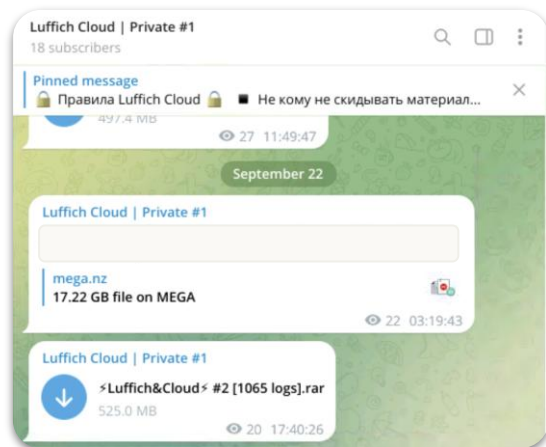 Luffich Cloud | Private #1
18 subscribers
Pinned message
🔒 Правила Luffich Cloud 🔒 ◾ Не кому не скидывать материал...
497.4 MB
27 11:49:47
September 22
Luffich Cloud | Private #1
mega.nz
17.22 GB file on MEGA
22 03:19:43
Luffich Cloud | Private #1
⚡Luffich&Cloud⚡ #2 [1065 logs].rar
525.0 MB
20 17:40:26